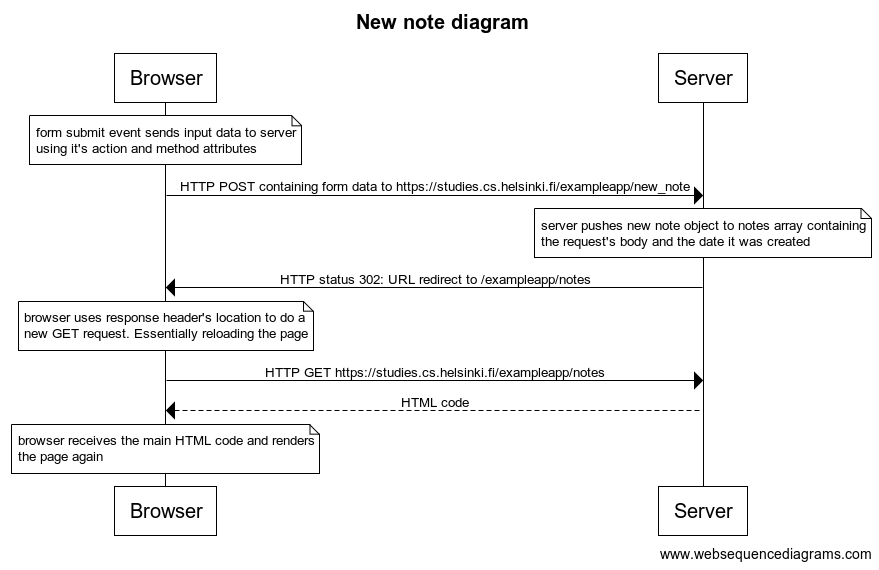 New note diagram
Browser
Server
form submit event sends input data to server
using it's action and method attributes
HTTP POST containing form data to https://studies.cs.helsinki.fi/exampleapp/new_note
server pushes new note object to notes array containing
the request's body and the date it was created
HTTP status 302: URL redirect to /exampleapp/notes
browser uses response header's location to do a
new GET request. Essentially reloading the page
HTTP GET https://studies.cs.helsinki.fi/exampleapp/notes
HTML code
browser receives the main HTML code and renders
the page again
Browser
Server
www.websequencediagrams.com